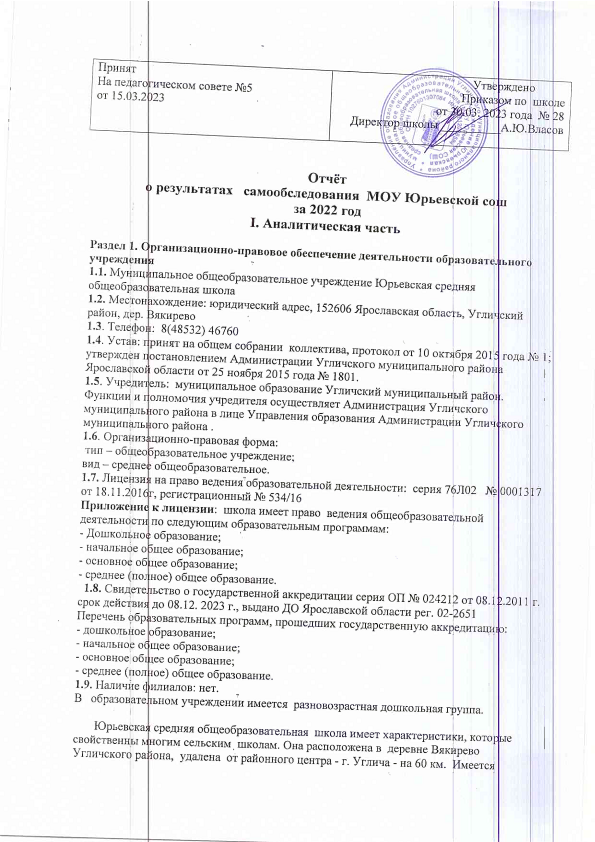 Принят
На педагогическом совете №5
от 15.03.2023
Утверждено
Приказом по школе
от 30.03. 2023 года № 28
Директор школы А.Ю.Власов
Отчёт
о результатах самообследования МОУ Юрьевской сош
за 2022 год
I. Аналитическая часть
Раздел 1. Организационно-правовое обеспечение деятельности образовательного
учреждения
1.1. Муниципальное общеобразовательное учреждение Юрьевская средняя
общеобразовательная школа
1.2. Местонахождение: юридический адрес, 152606 Ярославская область, Угличский
район, дер. Вякирево
1.3. Телефон: 8(48532) 46760
1.4. Устав: принят на общем собрании коллектива, протокол от 10 октября 2015 года № 1;
утвержден постановлением Администрации Угличского муниципального района
Ярославской области от 25 ноября 2015 года № 1801.
1.5. Учредитель: муниципальное образование Угличский муниципальный район.
Функции и полномочия учредителя осуществляет Администрация Угличского
муниципального района в лице Управления образования Администрации Угличского
муниципального района .
1.6. Организационно-правовая форма:
тип – общеобразовательное учреждение;
вид – среднее общеобразовательное.
1.7. Лицензия на право ведения образовательной деятельности: серия 76Л02 № 0001317
от 18.11.2016г, регистрационный № 534/16
Приложение к лицензии: школа имеет право ведения общеобразовательной
деятельности по следующим образовательным программам:
- Дошкольное образование;
- начальное общее образование;
- основное общее образование;
- среднее (полное) общее образование.
1.8. Свидетельство о государственной аккредитации серия ОП № 024212 от 08.12.2011 г.
срок действия до 08.12. 2023 г., выдано ДО Ярославской области рег. 02-2651
Перечень образовательных программ, прошедших государственную аккредитацию:
- дошкольное образование;
- начальное общее образование;
- основное общее образование;
- среднее (полное) общее образование.
1.9. Наличие филиалов: нет.
В образовательном учреждении имеется разновозрастная дошкольная группа.
Юрьевская средняя общеобразовательная школа имеет характеристики, которые
свойственны многим сельским школам. Она расположена в деревне Вякирево
Угличского района, удалена от районного центра - г. Углича - на 60 км. Имеется